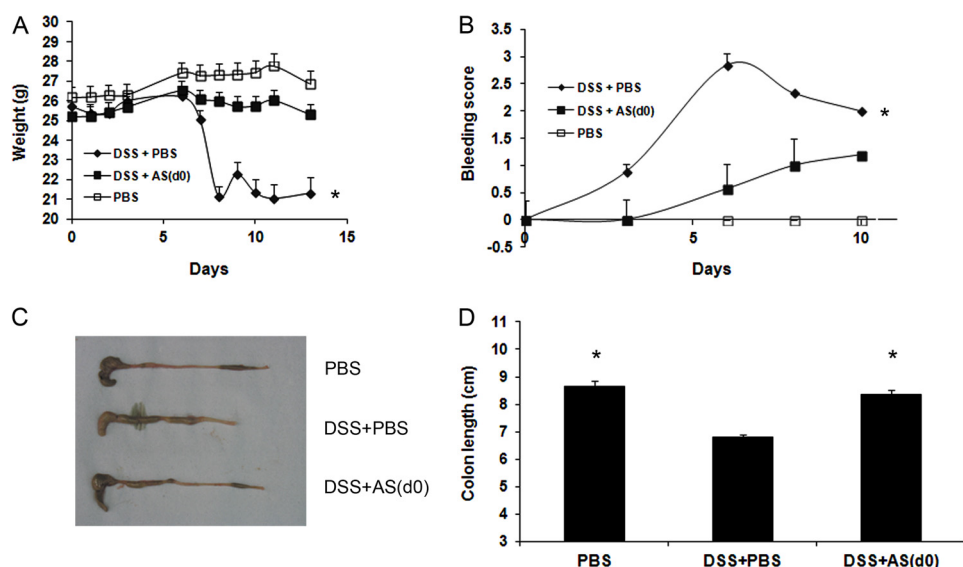 A
30
29
28
27
26
25
24
23
22
21
20
Weight (g)
DSS + PBS
DSS + AS(d0)
PBS
*
0
5
10
15
Days
B
3.5
3
2.5
2
1.5
1
0.5
0
-0.5
Bleeding score
DSS + PBS
DSS + AS(d0)
PBS
*
0
5
10
Days
C
PBS
DSS+PBS
DSS+AS(d0)
D
11
10
9
8
7
6
5
4
3
Colon length (cm)
*
*
PBS
DSS+PBS
DSS+AS(d0)